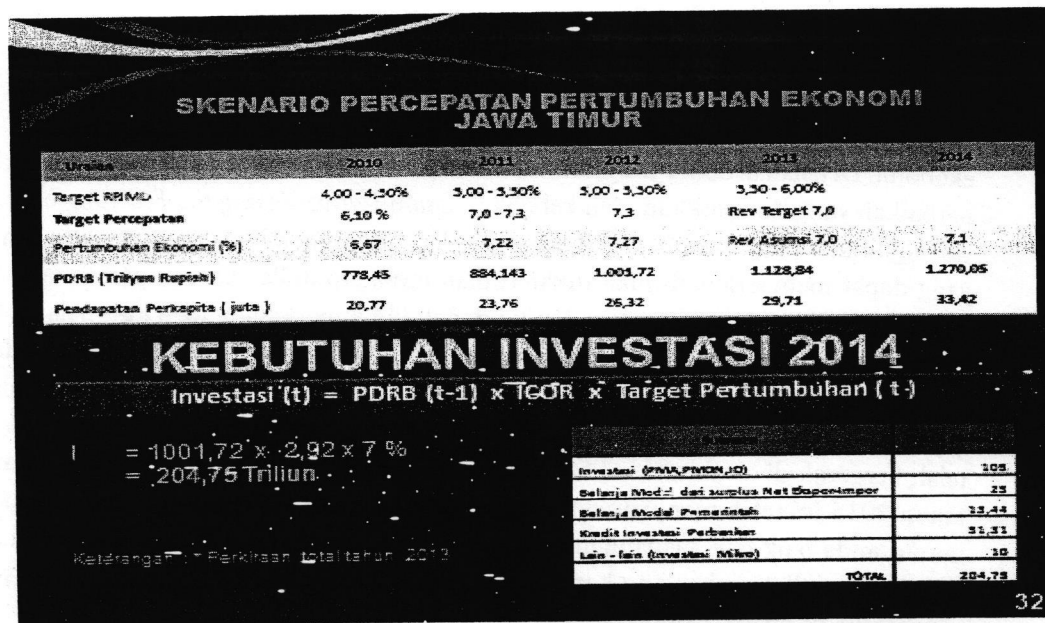 SKENARIO PERCEPATAN PERTUMBUHAN EKONOMI
JAWA TIMUR
Uraian 2010 2011 2012 2013 2014
Target RPJMD 4,00 - 4,50% 5,00 - 5,50% 5,00 - 5,50% 5,50 - 6,00%
Target Percepatan 6,10 % 7,0 - 7,3 7,3 Rev Target 7,0
Pertumbuhan Ekonomi (%) 6,67 7,22 7,27 Rev Asumsi 7,0 7,1
PDRB (Trilyun Rupiah) 778,45 884,143 1.001,72 1.128,84 1.270,05
Pendapatan Perkapita ( juta ) 20,77 23,76 26,32 29,71 33,42
KEBUTUHAN INVESTASI 2014
Investasi (t) = PDRB (t-1) x ICOR x Target Pertumbuhan ( t )
I = 1001,72 x 2,92 x 7 %
= 204,75 Triliun
Investasi (PMA,PMDN,JO) 105
Belanja Modal dari surplus Net Ekspor-Impor 25
Belanja Modal Pemerintah 13,44
Kredit Investasi Perbankan 51,31
Lain - lain (Investasi Mikro) 10
TOTAL 204,75
Keterangan : * Perkiraan total tahun 2013
32